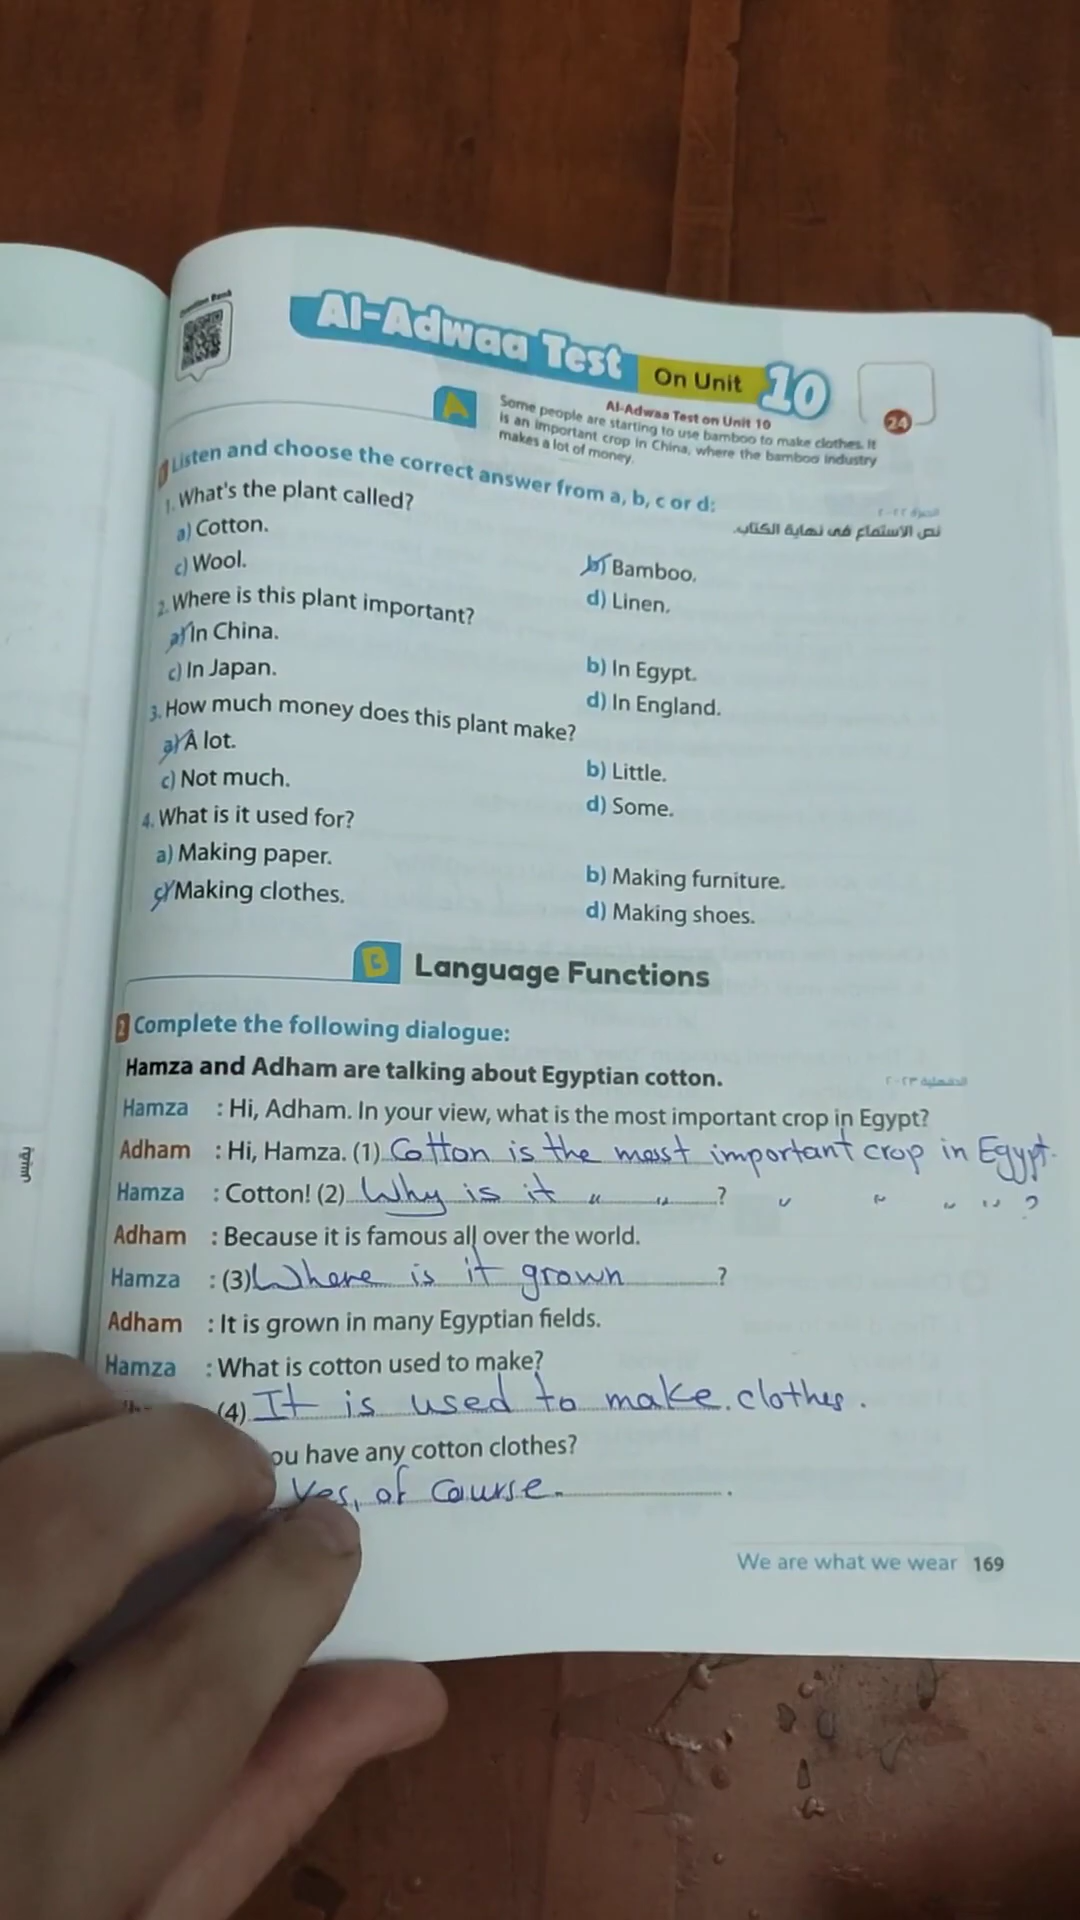 Question Bank
Al-Adwaa Test On Unit 10
24
A
Al-Adwaa Test on Unit 10
Some people are starting to use bamboo to make clothes. It
is an important crop in China, where the bamboo industry
makes a lot of money.
1 Listen and choose the correct answer from a, b, c or d:
الجيزة ٢٠٢٢
نص الاستماع في نهاية الكتاب.
1. What's the plant called?
a) Cotton.
b) Bamboo.
c) Wool.
d) Linen.
2. Where is this plant important?
a) In China.
b) In Egypt.
c) In Japan.
d) In England.
3. How much money does this plant make?
a) A lot.
b) Little.
c) Not much.
d) Some.
4. What is it used for?
a) Making paper.
b) Making furniture.
c) Making clothes.
d) Making shoes.
B Language Functions
2 Complete the following dialogue:
Hamza and Adham are talking about Egyptian cotton.
الدقهلية ٢٠٢٣
Hamza : Hi, Adham. In your view, what is the most important crop in Egypt?
Adham : Hi, Hamza. (1) Cotton is the most important crop in Egypt.
Hamza : Cotton! (2) Why is it " " ? " " " " ?
Adham : Because it is famous all over the world.
Hamza : (3) Where is it grown ?
Adham : It is grown in many Egyptian fields.
Hamza : What is cotton used to make?
(4) It is used to make clothes.
ou have any cotton clothes?
Yes, of course.
We are what we wear 169